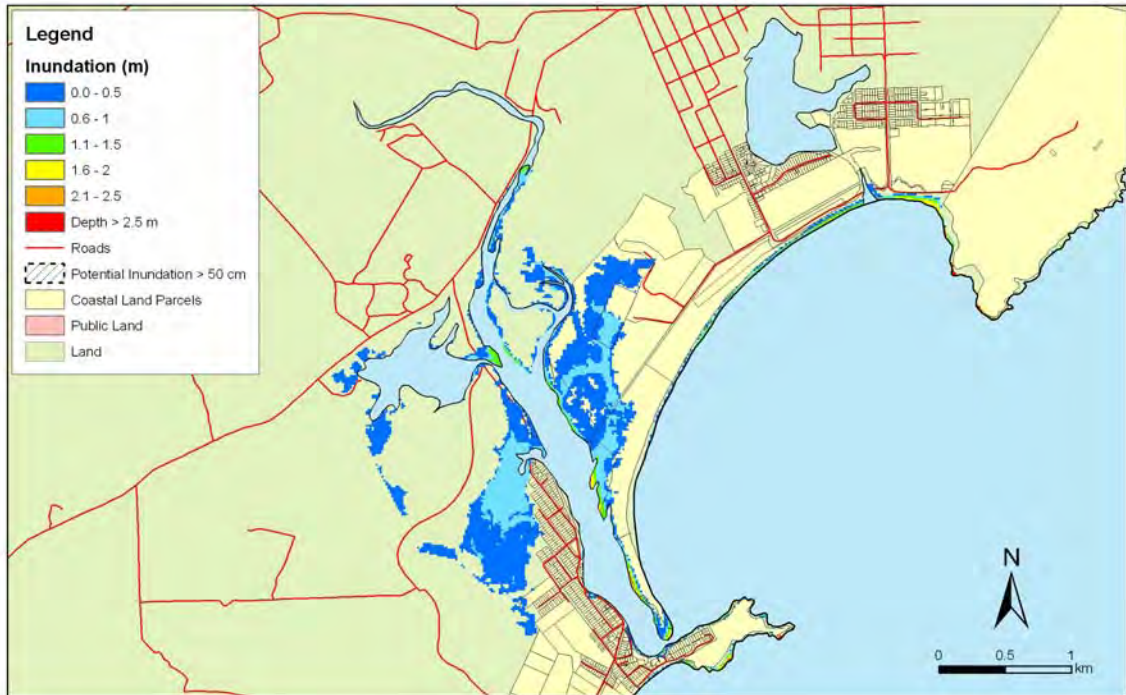 Legend
Inundation (m)
0.0 - 0.5
0.6 - 1
1.1 - 1.5
1.6 - 2
2.1 - 2.5
Depth > 2.5 m
Roads
Potential Inundation > 50 cm
Coastal Land Parcels
Public Land
Land
N
0 0.5 1
km